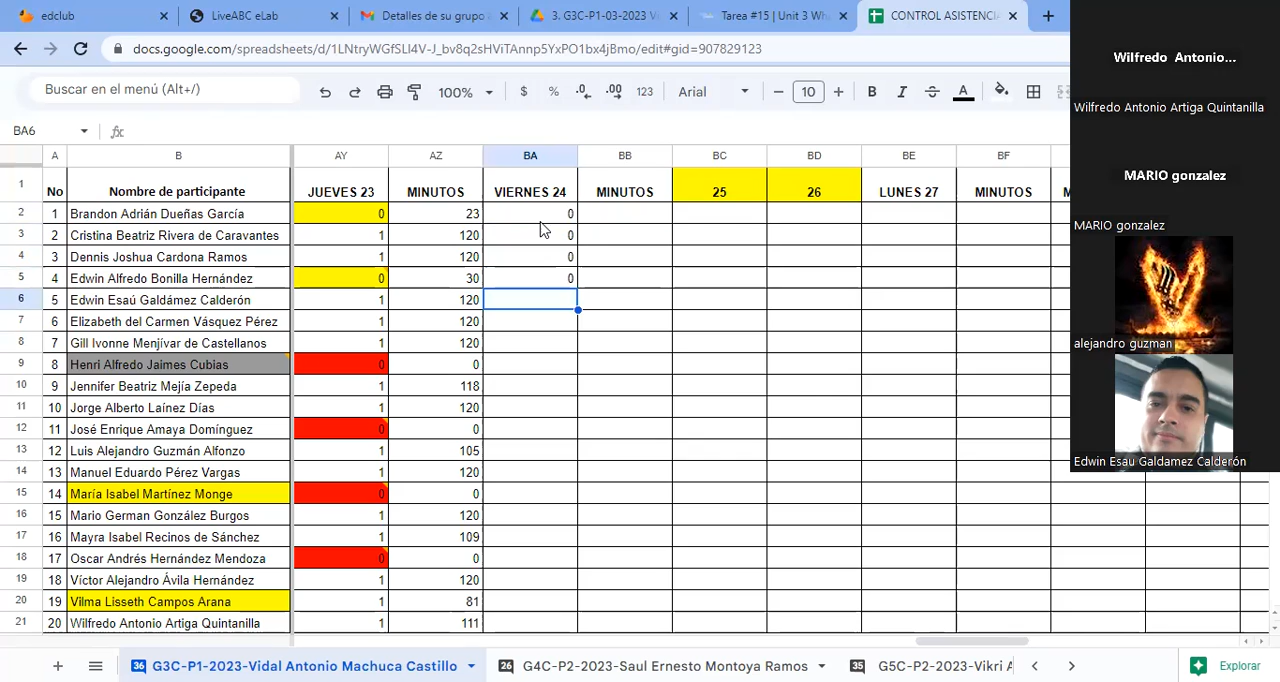 edclub
LiveABC eLab
Detalles de su grupo
3. G3C-P1-03-2023 V
Tarea #15 | Unit 3 Wh
CONTROL ASISTENCI
docs.google.com/spreadsheets/d/1LNtryWGfSLI4V-J_bv8q2sHViTAnnp5YxPO1bx4jBmo/edit#gid=907829123
Buscar en el menú (Alt+/)
100%
$ % .0 .00 123
Arial
10
B I A
BA6
A B AY AZ BA BB BC BD BE BF
1 No Nombre de participante JUEVES 23 MINUTOS VIERNES 24 MINUTOS 25 26 LUNES 27 MINUTOS
2 1 Brandon Adrián Dueñas García 0 23 0
3 2 Cristina Beatriz Rivera de Caravantes 1 120 0
4 3 Dennis Joshua Cardona Ramos 1 120 0
5 4 Edwin Alfredo Bonilla Hernández 0 30 0
6 5 Edwin Esaú Galdámez Calderón 1 120
7 6 Elizabeth del Carmen Vásquez Pérez 1 120
8 7 Gill Ivonne Menjívar de Castellanos 1 120
9 8 Henri Alfredo Jaimes Cubias 0 0
10 9 Jennifer Beatriz Mejía Zepeda 1 118
11 10 Jorge Alberto Laínez Días 1 120
12 11 José Enrique Amaya Domínguez 0 0
13 12 Luis Alejandro Guzmán Alfonzo 1 105
14 13 Manuel Eduardo Pérez Vargas 1 120
15 14 María Isabel Martínez Monge 0 0
16 15 Mario German González Burgos 1 120
17 16 Mayra Isabel Recinos de Sánchez 1 109
18 17 Oscar Andrés Hernández Mendoza 0 0
19 18 Víctor Alejandro Ávila Hernández 1 120
20 19 Vilma Lisseth Campos Arana 1 81
21 20 Wilfredo Antonio Artiga Quintanilla 1 111
36 G3C-P1-2023-Vidal Antonio Machuca Castillo
26 G4C-P2-2023-Saul Ernesto Montoya Ramos
35 G5C-P2-2023-Vikri
Explorar
Wilfredo Antonio...
Wilfredo Antonio Artiga Quintanilla
MARIO gonzalez
MARIO gonzalez
alejandro guzman
Edwin Esau Galdamez Calderón